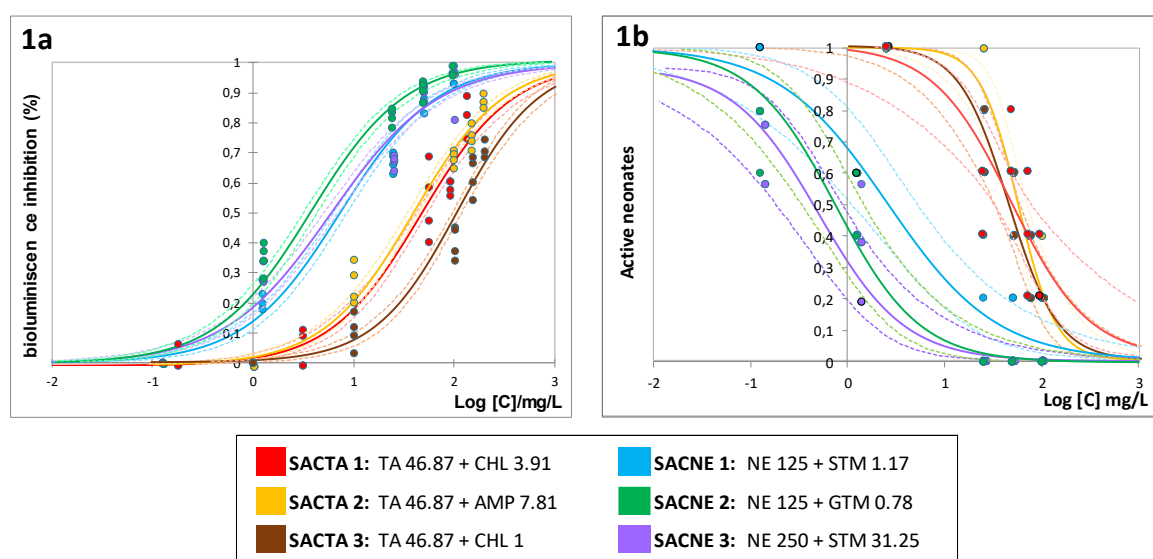 1a
bioluminiscen ce inhibition (%)
1
0,9
0,8
0,7
0,6
0,5
0,4
0,3
0,2
0,1
0
-2
-1
0
1
2
3
Log [C]/mg/L
1b
Active neonates
1
0,9
0,8
0,7
0,6
0,5
0,4
0,3
0,2
0,1
0
-2
-1
0
1
2
3
Log [C] mg/L
SACTA 1: TA 46.87 + CHL 3.91
SACNE 1: NE 125 + STM 1.17
SACTA 2: TA 46.87 + AMP 7.81
SACNE 2: NE 125 + GTM 0.78
SACTA 3: TA 46.87 + CHL 1
SACNE 3: NE 250 + STM 31.25